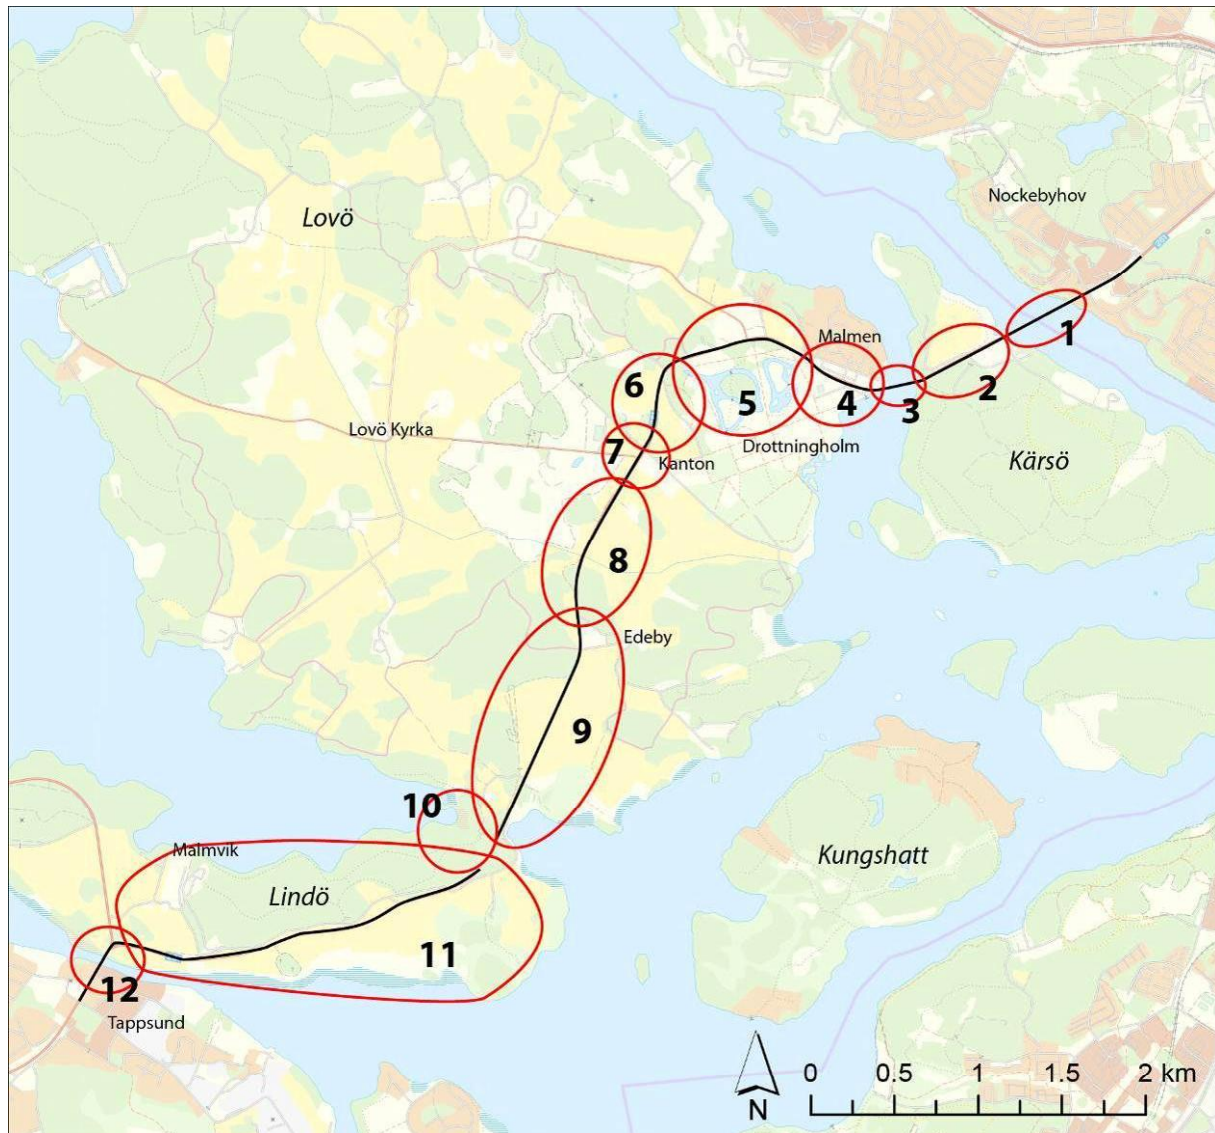 Nockebyhov
Lovö
1
Malmen
2
6
3
5
4
Lovö Kyrka
7
Kanton
Drottningholm
Kärsö
8
Edeby
9
10
Malmvik
Kungshatt
Lindö
11
12
Tappsund
0 0.5 1 1.5 2 km
N